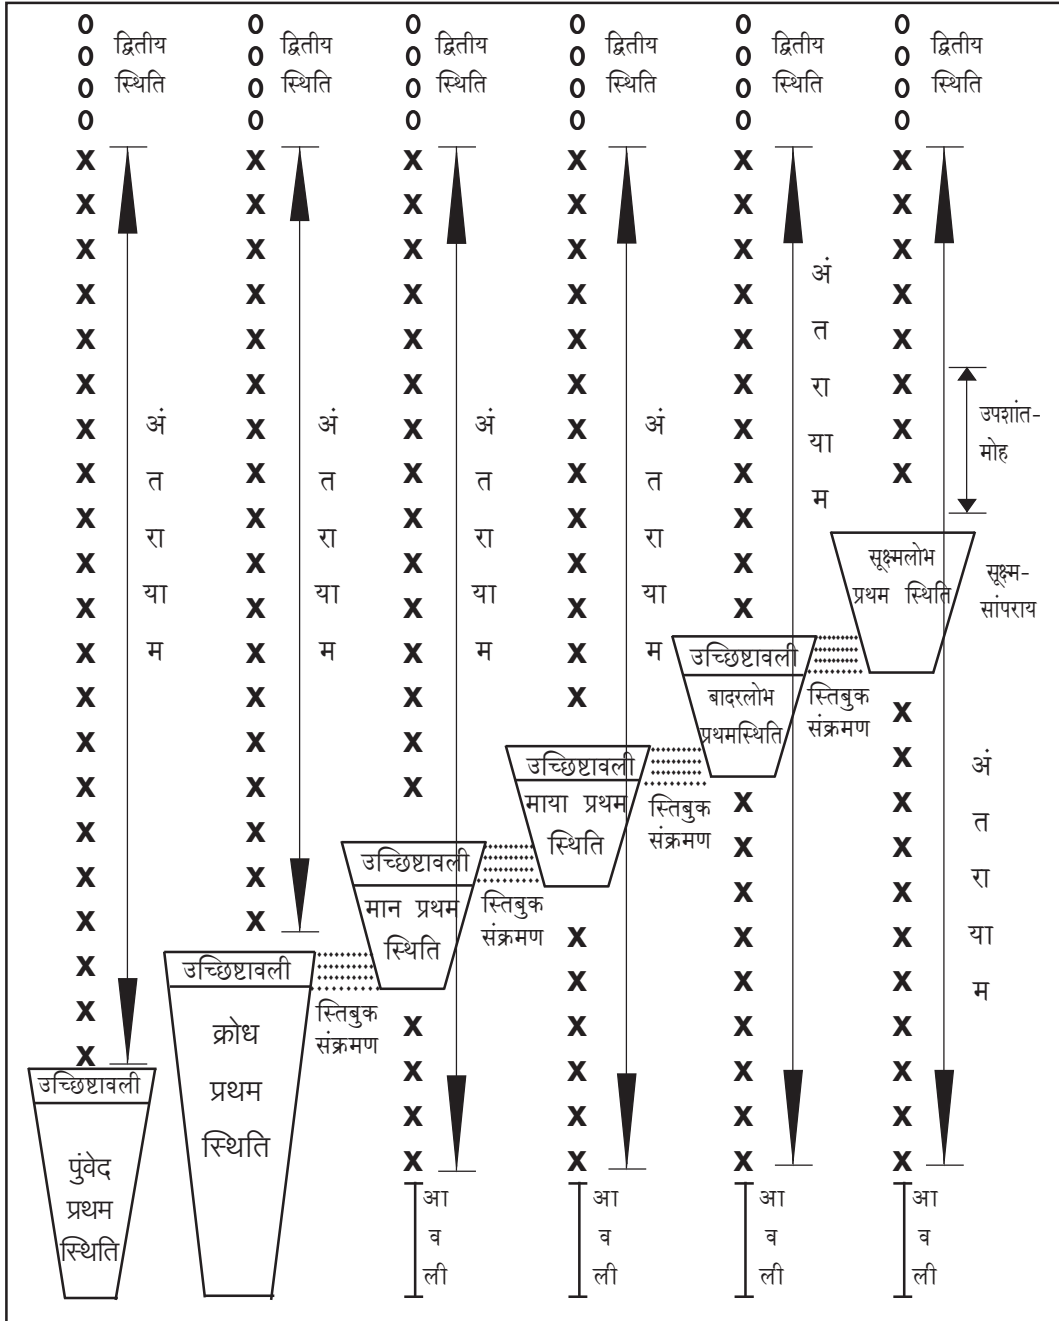 द्वितीय
स्थिति
द्वितीय
स्थिति
द्वितीय
स्थिति
द्वितीय
स्थिति
द्वितीय
स्थिति
द्वितीय
स्थिति
अं
त
रा
या
म
अं
त
रा
या
म
अं
त
रा
या
म
अं
त
रा
या
म
अं
त
रा
या
म
उपशांत-
मोह
सूक्ष्मलोभ
प्रथम स्थिति
सूक्ष्म-
सांपराय
उच्छिष्टावली
बादरलोभ
प्रथमस्थिति
स्तिबुक
संक्रमण
अं
त
रा
या
म
उच्छिष्टावली
माया प्रथम
स्थिति
स्तिबुक
संक्रमण
उच्छिष्टावली
मान प्रथम
स्थिति
स्तिबुक
संक्रमण
उच्छिष्टावली
क्रोध
प्रथम
स्थिति
स्तिबुक
संक्रमण
उच्छिष्टावली
पुंवेद
प्रथम
स्थिति
आ
व
ली
आ
व
ली
आ
व
ली
आ
व
ली